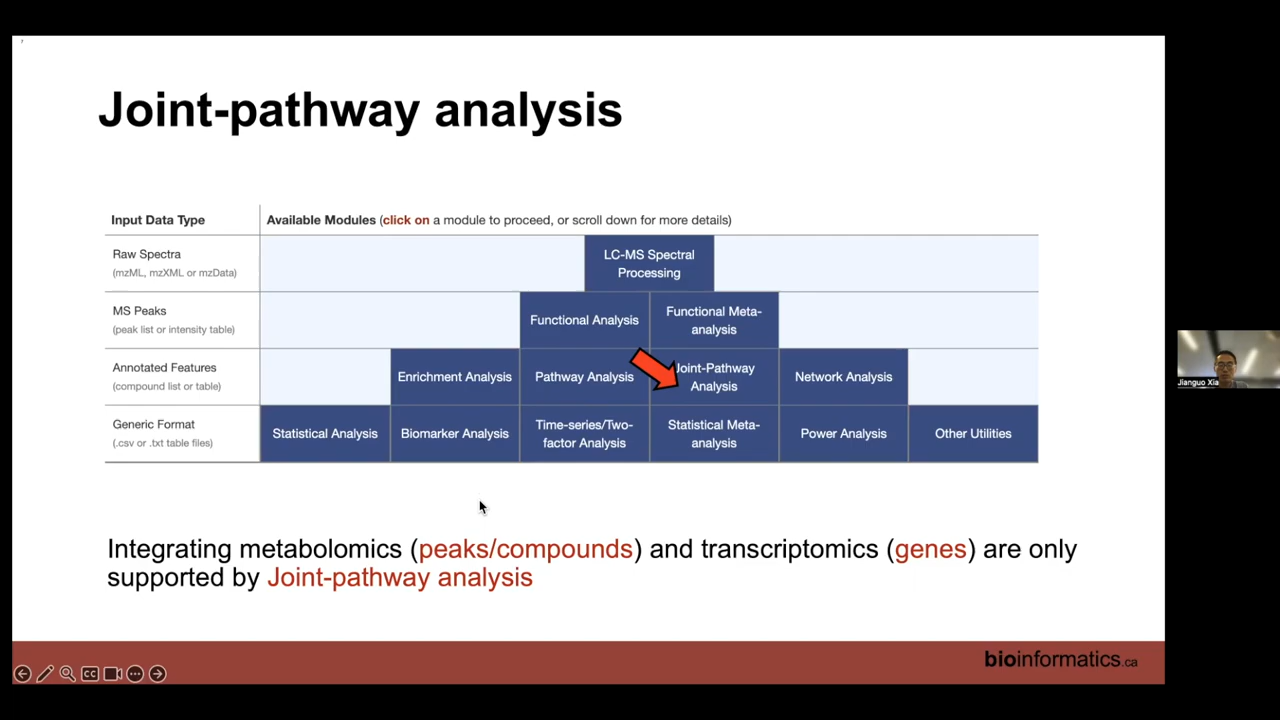 Joint-pathway analysis
Input Data Type
Available Modules (click on a module to proceed, or scroll down for more details)
Raw Spectra
(mzML, mzXML or mzData)
LC-MS Spectral
Processing
MS Peaks
(peak list or intensity table)
Functional Analysis
Functional Meta-
analysis
Annotated Features
(compound list or table)
Enrichment Analysis
Pathway Analysis
Joint-Pathway
Analysis
Network Analysis
Generic Format
(.csv or .txt table files)
Statistical Analysis
Biomarker Analysis
Time-series/Two-
factor Analysis
Statistical Meta-
analysis
Power Analysis
Other Utilities
Integrating metabolomics (peaks/compounds) and transcriptomics (genes) are only
supported by Joint-pathway analysis
CC
bioinformatics.ca
Jianguo Xia